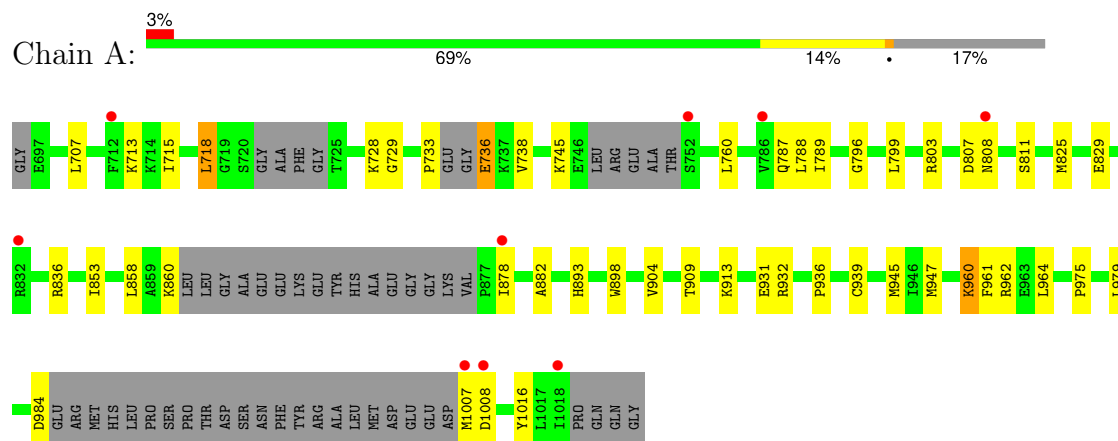 3%
Chain A:
69% 14% • 17%
GLY E697 L707 F712 K713 K714 I715 L718 G719 S720 GLY ALA PHE GLY T725 K728 G729 P733 GLU GLY E736 K737 V738 K745 E746 LEU ARG GLU ALA THR S752 L760 V786 Q787 L788 I789 G796 L799 R803 D807 N808 S811 M825 E829
R832 R836 I853 L858 A859 K860 LEU LEU GLY ALA GLU GLU LYS GLU TYR HIS ALA GLU GLY GLY LYS VAL P877 I878 A882 H893 W898 V904 T909 K913 E931 R932 P936 C939 M945 I946 M947 K960 F961 R962 E963 L964 P975 L979
D984 GLU ARG MET HIS LEU PRO SER PRO THR ASP SER ASN PHE TYR ARG ALA LEU MET ASP GLU GLU ASP M1007 D1008 Y1016 L1017 I1018 PRO GLN GLN GLY